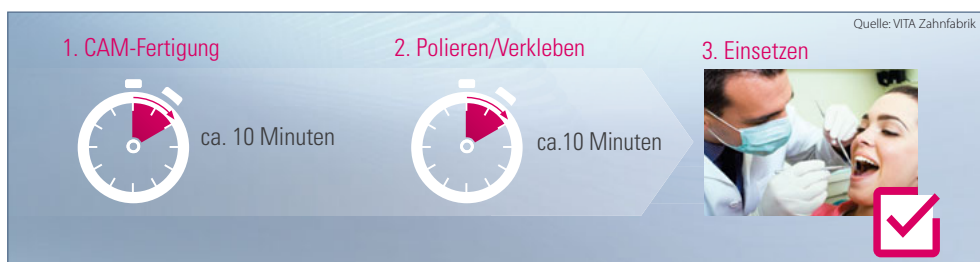 Quelle: VITA Zahnfabrik
1. CAM-Fertigung
2. Polieren/Verkleben
3. Einsetzen
ca. 10 Minuten
ca.10 Minuten